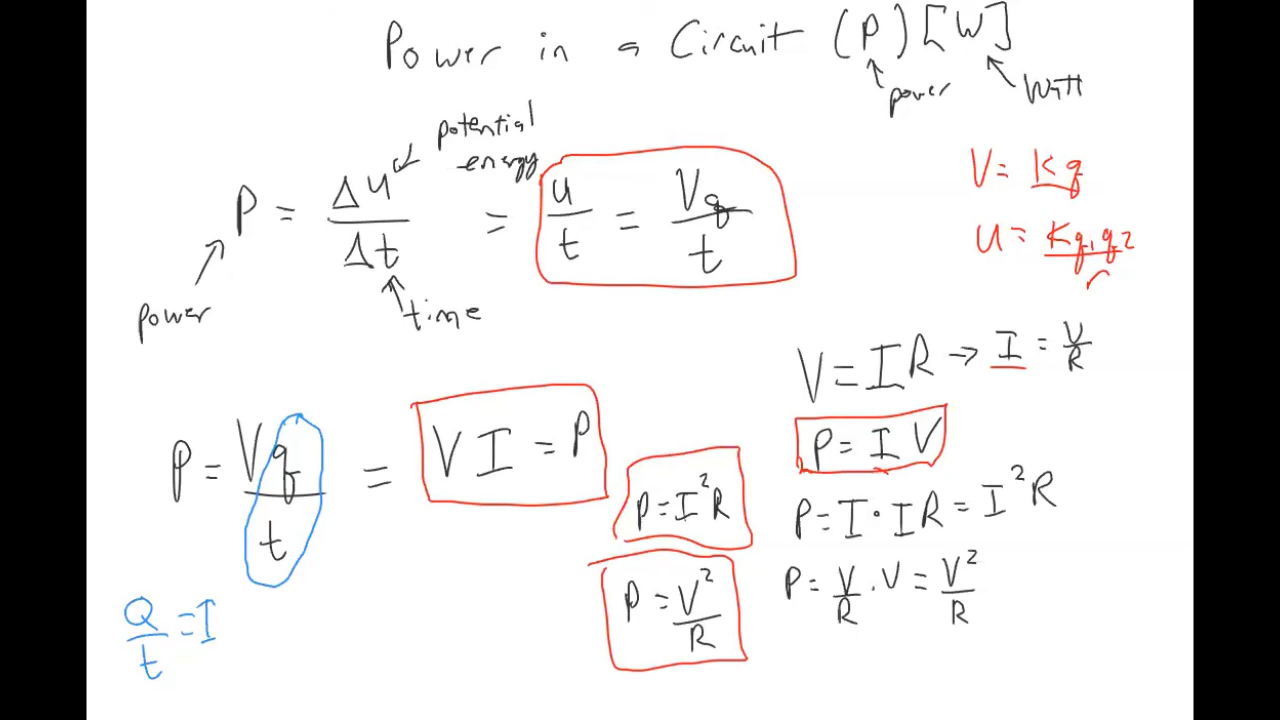 Power in a Circuit (P) [W]
power
Watt
potential energy
P = Δu/Δt = u/t = Vq/t
power
time
V = Kq
u = Kq₁q₂/r
V = IR → I = V/R
P = Vq/t = VI = P
P = IV
P = I²R
P = I · IR = I²R
P = V²/R
P = V/R · V = V²/R
Q/t = I